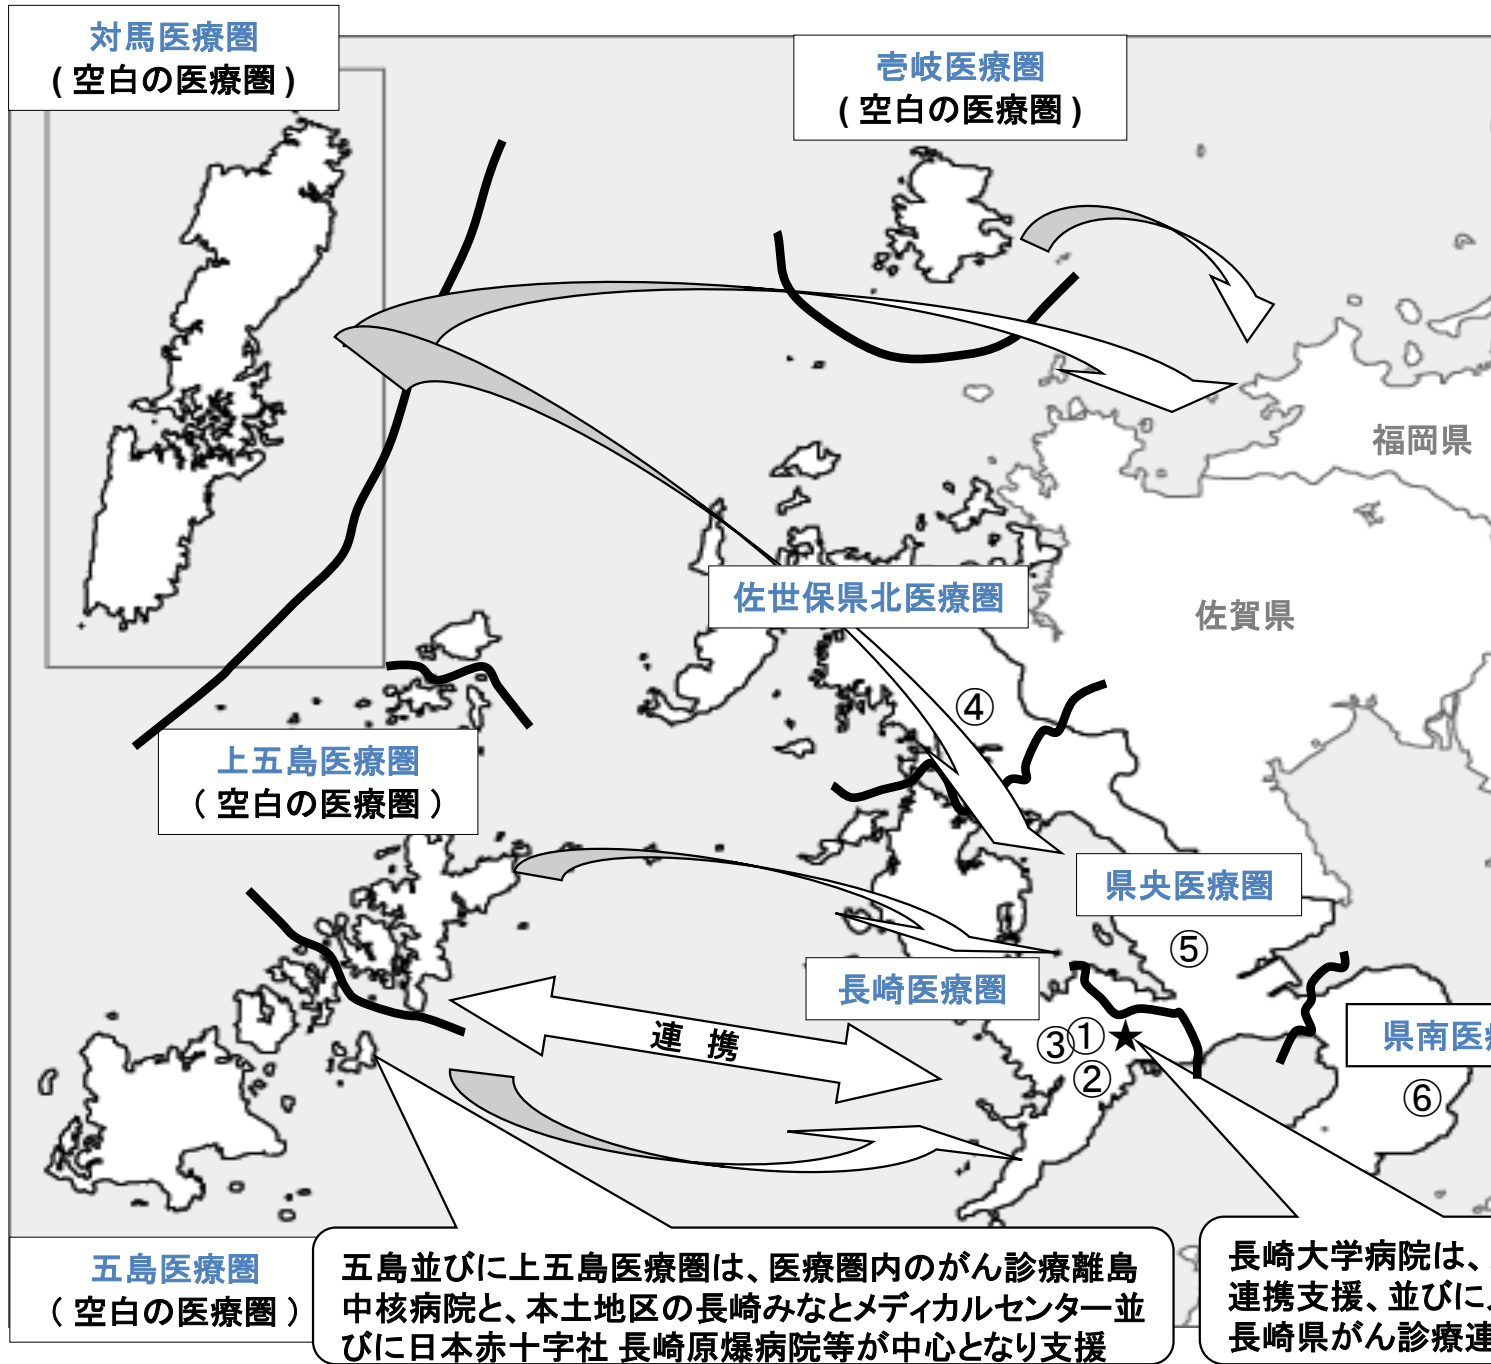 対馬医療圏
(空白の医療圏)
壱岐医療圏
(空白の医療圏)
福岡県
佐世保県北医療圏
佐賀県
④
上五島医療圏
(空白の医療圏)
県央医療圏
⑤
長崎医療圏
連 携
③① ★
②
県南医
⑥
五島医療圏
(空白の医療圏)
五島並びに上五島医療圏は、医療圏内のがん診療離島
中核病院と、本土地区の長崎みなとメディカルセンター並
びに日本赤十字社 長崎原爆病院等が中心となり支援
長崎大学病院は、
連携支援、並びに
長崎県がん診療連